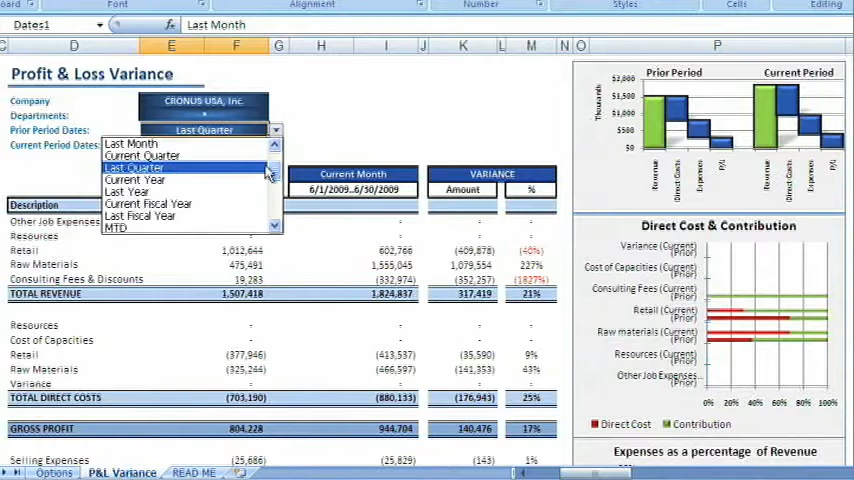 oard Font Alignment Number Styles Cells Editing
Dates1 fx Last Month
C D E F G H I J K L M N O P
Profit & Loss Variance
Company CRONUS USA, Inc.
Departments: *
Prior Period Dates: Last Quarter
Current Period Dates:
Last Month
Current Quarter
Last Quarter
Current Year
Last Year
Current Fiscal Year
Last Fiscal Year
MTD
Current Month VARIANCE
Description 6/1/2009..6/30/2009 Amount %
Other Job Expenses - - - -
Resources - - - -
Retail 1,012,644 602,766 (409,878) (40%)
Raw Materials 475,491 1,555,045 1,079,554 227%
Consulting Fees & Discounts 19,283 (332,974) (352,257) (1827%)
TOTAL REVENUE 1,507,418 1,824,837 317,419 21%
Resources - - - -
Cost of Capacities - - - -
Retail (377,946) (413,537) (35,590) 9%
Raw Materials (325,244) (466,597) (141,353) 43%
Variance - - - -
TOTAL DIRECT COSTS (703,190) (880,133) (176,943) 25%
GROSS PROFIT 804,228 944,704 140,476 17%
Selling Expenses (25,686) (25,829) (143) 1%
Options P&L Variance READ ME
Prior Period Current Period
Thousands
$2,000
$1,500
$1,000
$500
$0
Revenue Direct Costs Expenses P/L Revenue Direct Costs Expenses P/L
Direct Cost & Contribution
Variance (Current)
(Prior)
Cost of Capacities (Current)
(Prior)
Consulting Fees (Current)
(Prior)
Retail (Current)
(Prior)
Raw materials (Current)
(Prior)
Resources (Current)
(Prior)
Other Job Expenses...
(Prior)
0% 20% 40% 60% 80% 100%
Direct Cost Contribution
Expenses as a percentage of Revenue